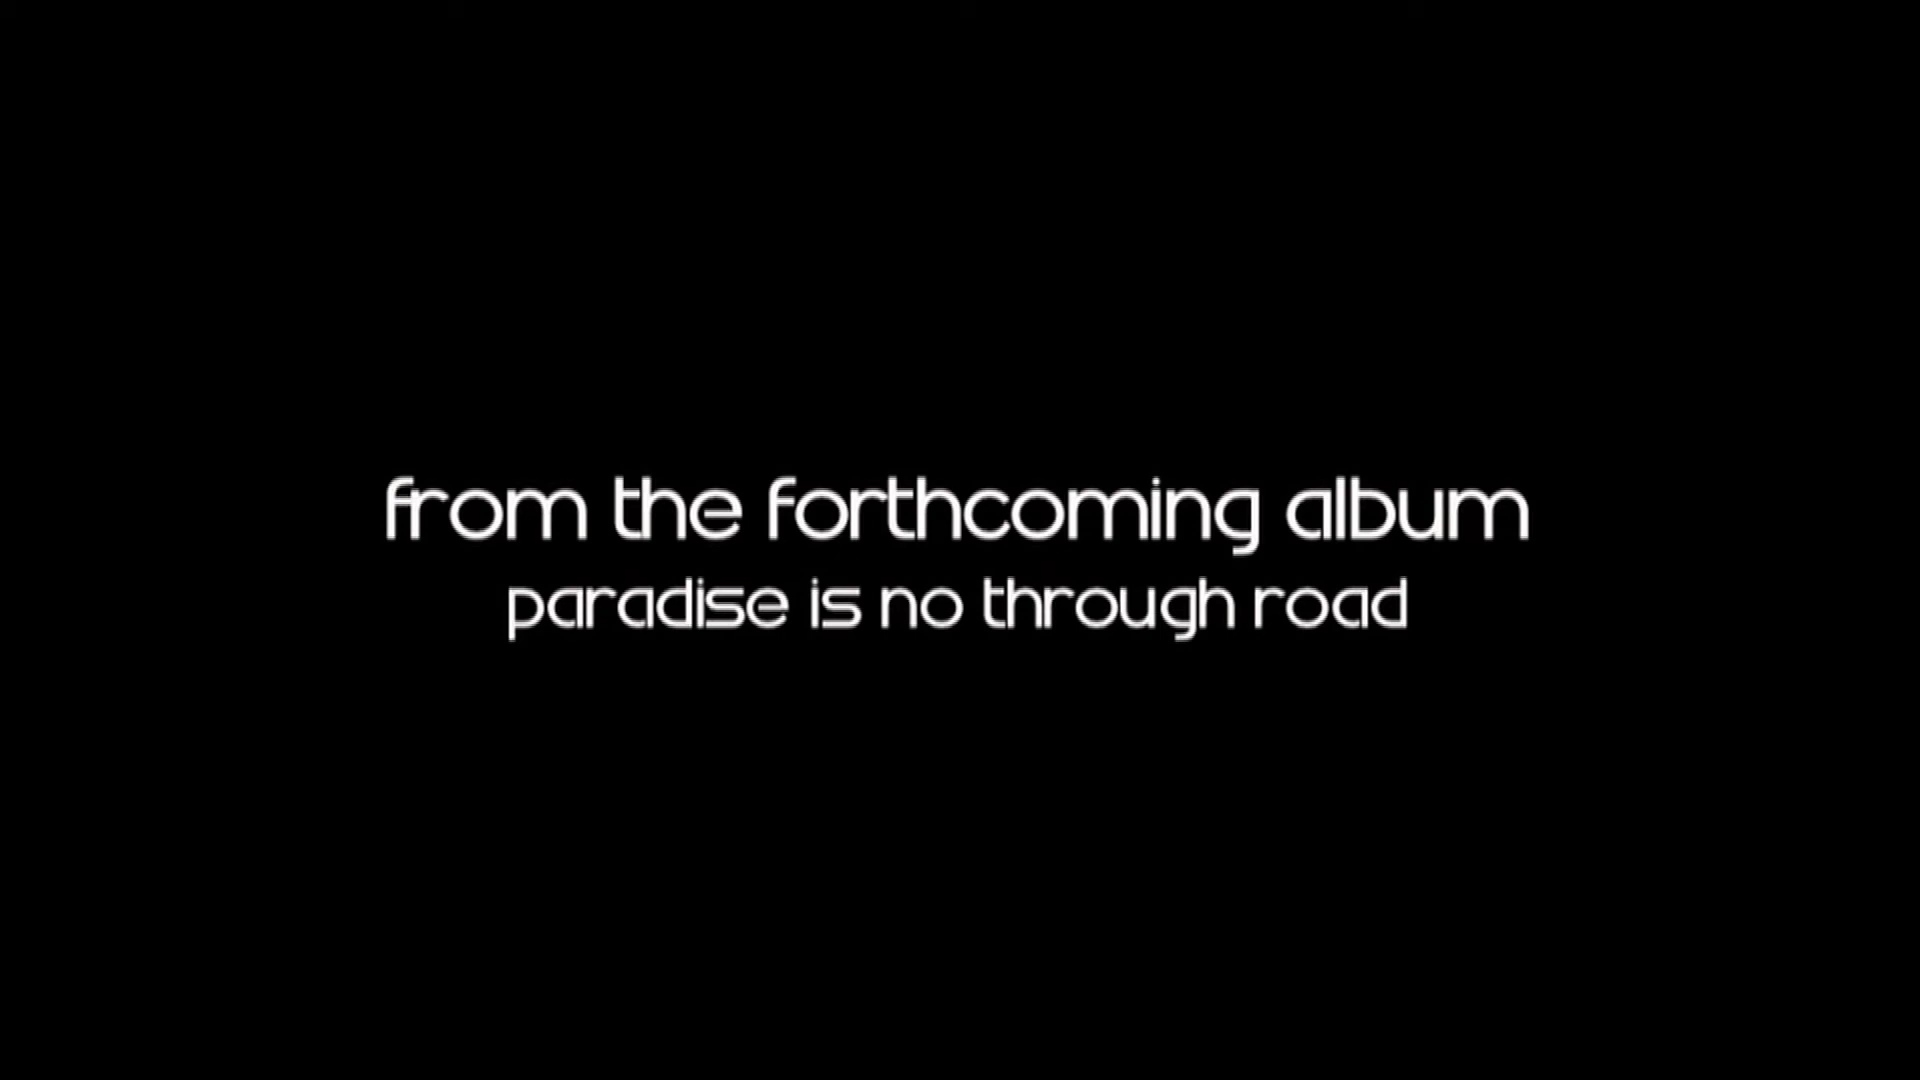 from the forthcoming album
paradise is no through road